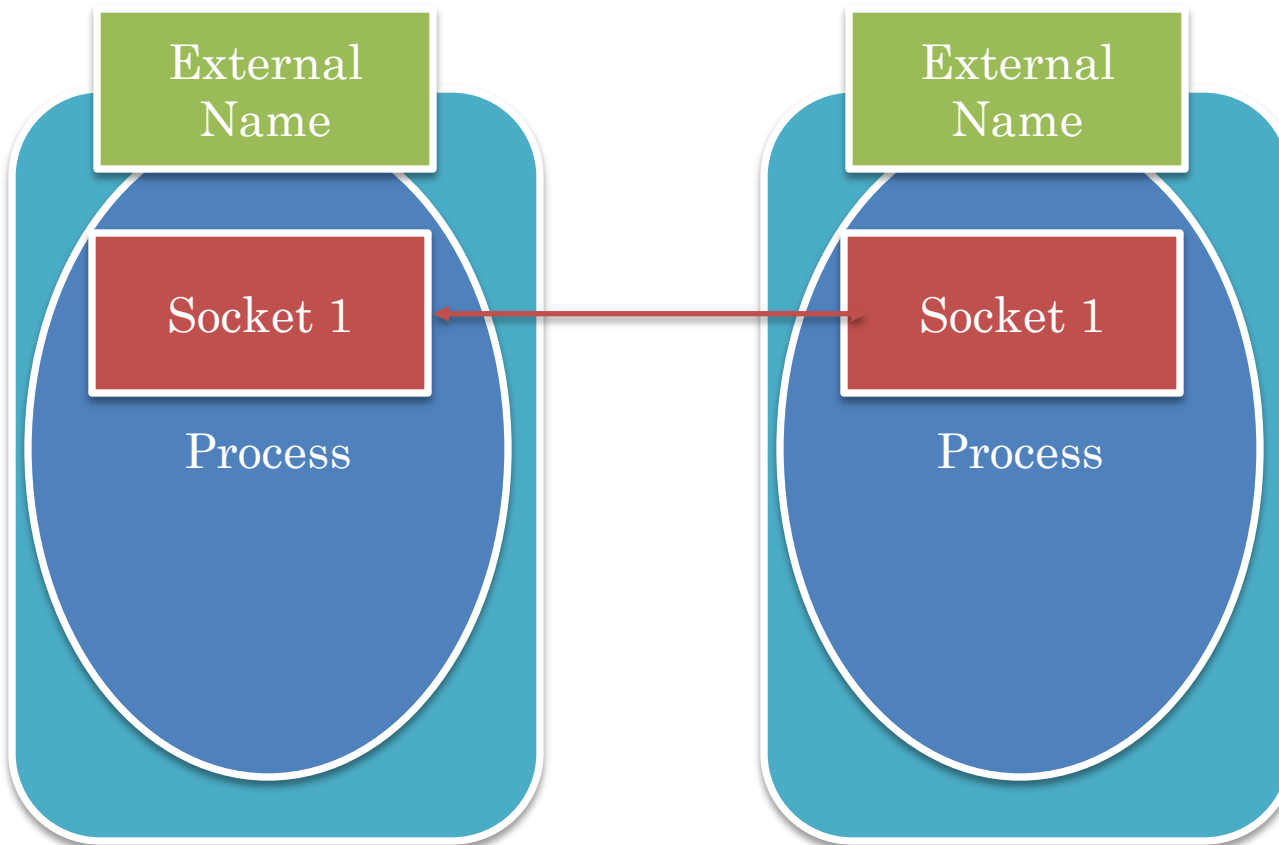 External
Name
Socket 1
Process
External
Name
Socket 1
Process